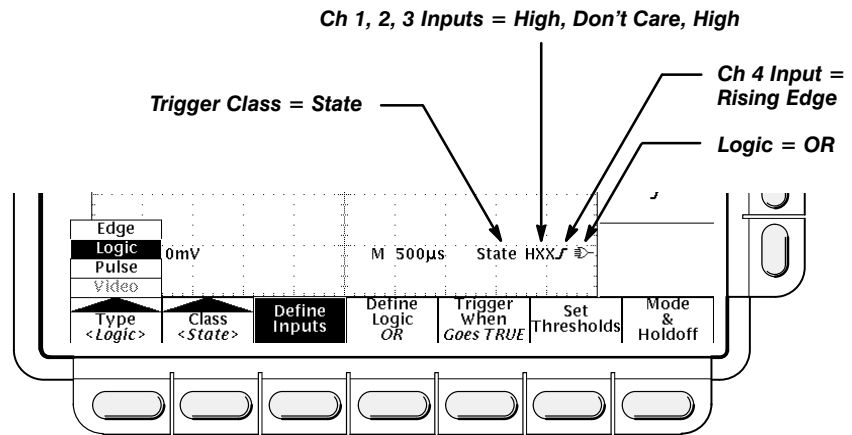 Ch 1, 2, 3 Inputs = High, Don't Care, High
Ch 4 Input =
Rising Edge
Trigger Class = State
Logic = OR
Edge
Logic
Pulse
Video
0mV
M 500µs
State HXX
Type
<Logic>
Class
<State>
Define
Inputs
Define
Logic
OR
Trigger
When
Goes TRUE
Set
Thresholds
Mode
&
Holdoff